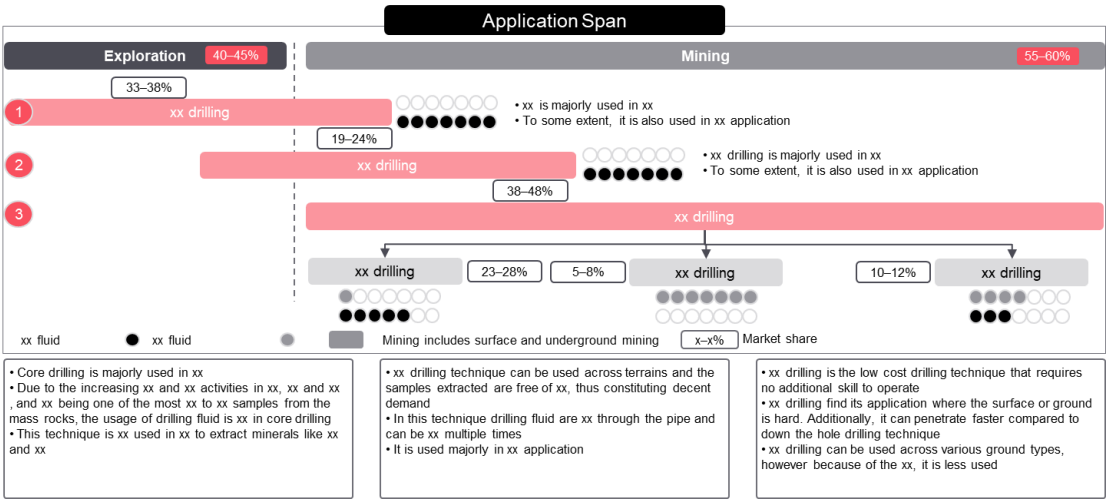 Application Span
Exploration
40–45%
Mining
55–60%
33–38%
1
xx drilling
• xx is majorly used in xx
• To some extent, it is also used in xx application
19–24%
2
xx drilling
• xx drilling is majorly used in xx
• To some extent, it is also used in xx application
38–48%
3
xx drilling
xx drilling
23–28%
5–8%
xx drilling
10–12%
xx drilling
xx fluid
xx fluid
Mining includes surface and underground mining
x–x%
Market share
• Core drilling is majorly used in xx
• Due to the increasing xx and xx activities in xx, xx and xx
, and xx being one of the most xx to xx samples from the
mass rocks, the usage of drilling fluid is xx in core drilling
• This technique is xx used in xx to extract minerals like xx
and xx
• xx drilling technique can be used across terrains and the
samples extracted are free of xx, thus constituting decent
demand
• In this technique drilling fluid are xx through the pipe and
can be xx multiple times
• It is used majorly in xx application
• xx drilling is the low cost drilling technique that requires
no additional skill to operate
• xx drilling find its application where the surface or ground
is hard. Additionally, it can penetrate faster compared to
down the hole drilling technique
• xx drilling can be used across various ground types,
however because of the xx, it is less used